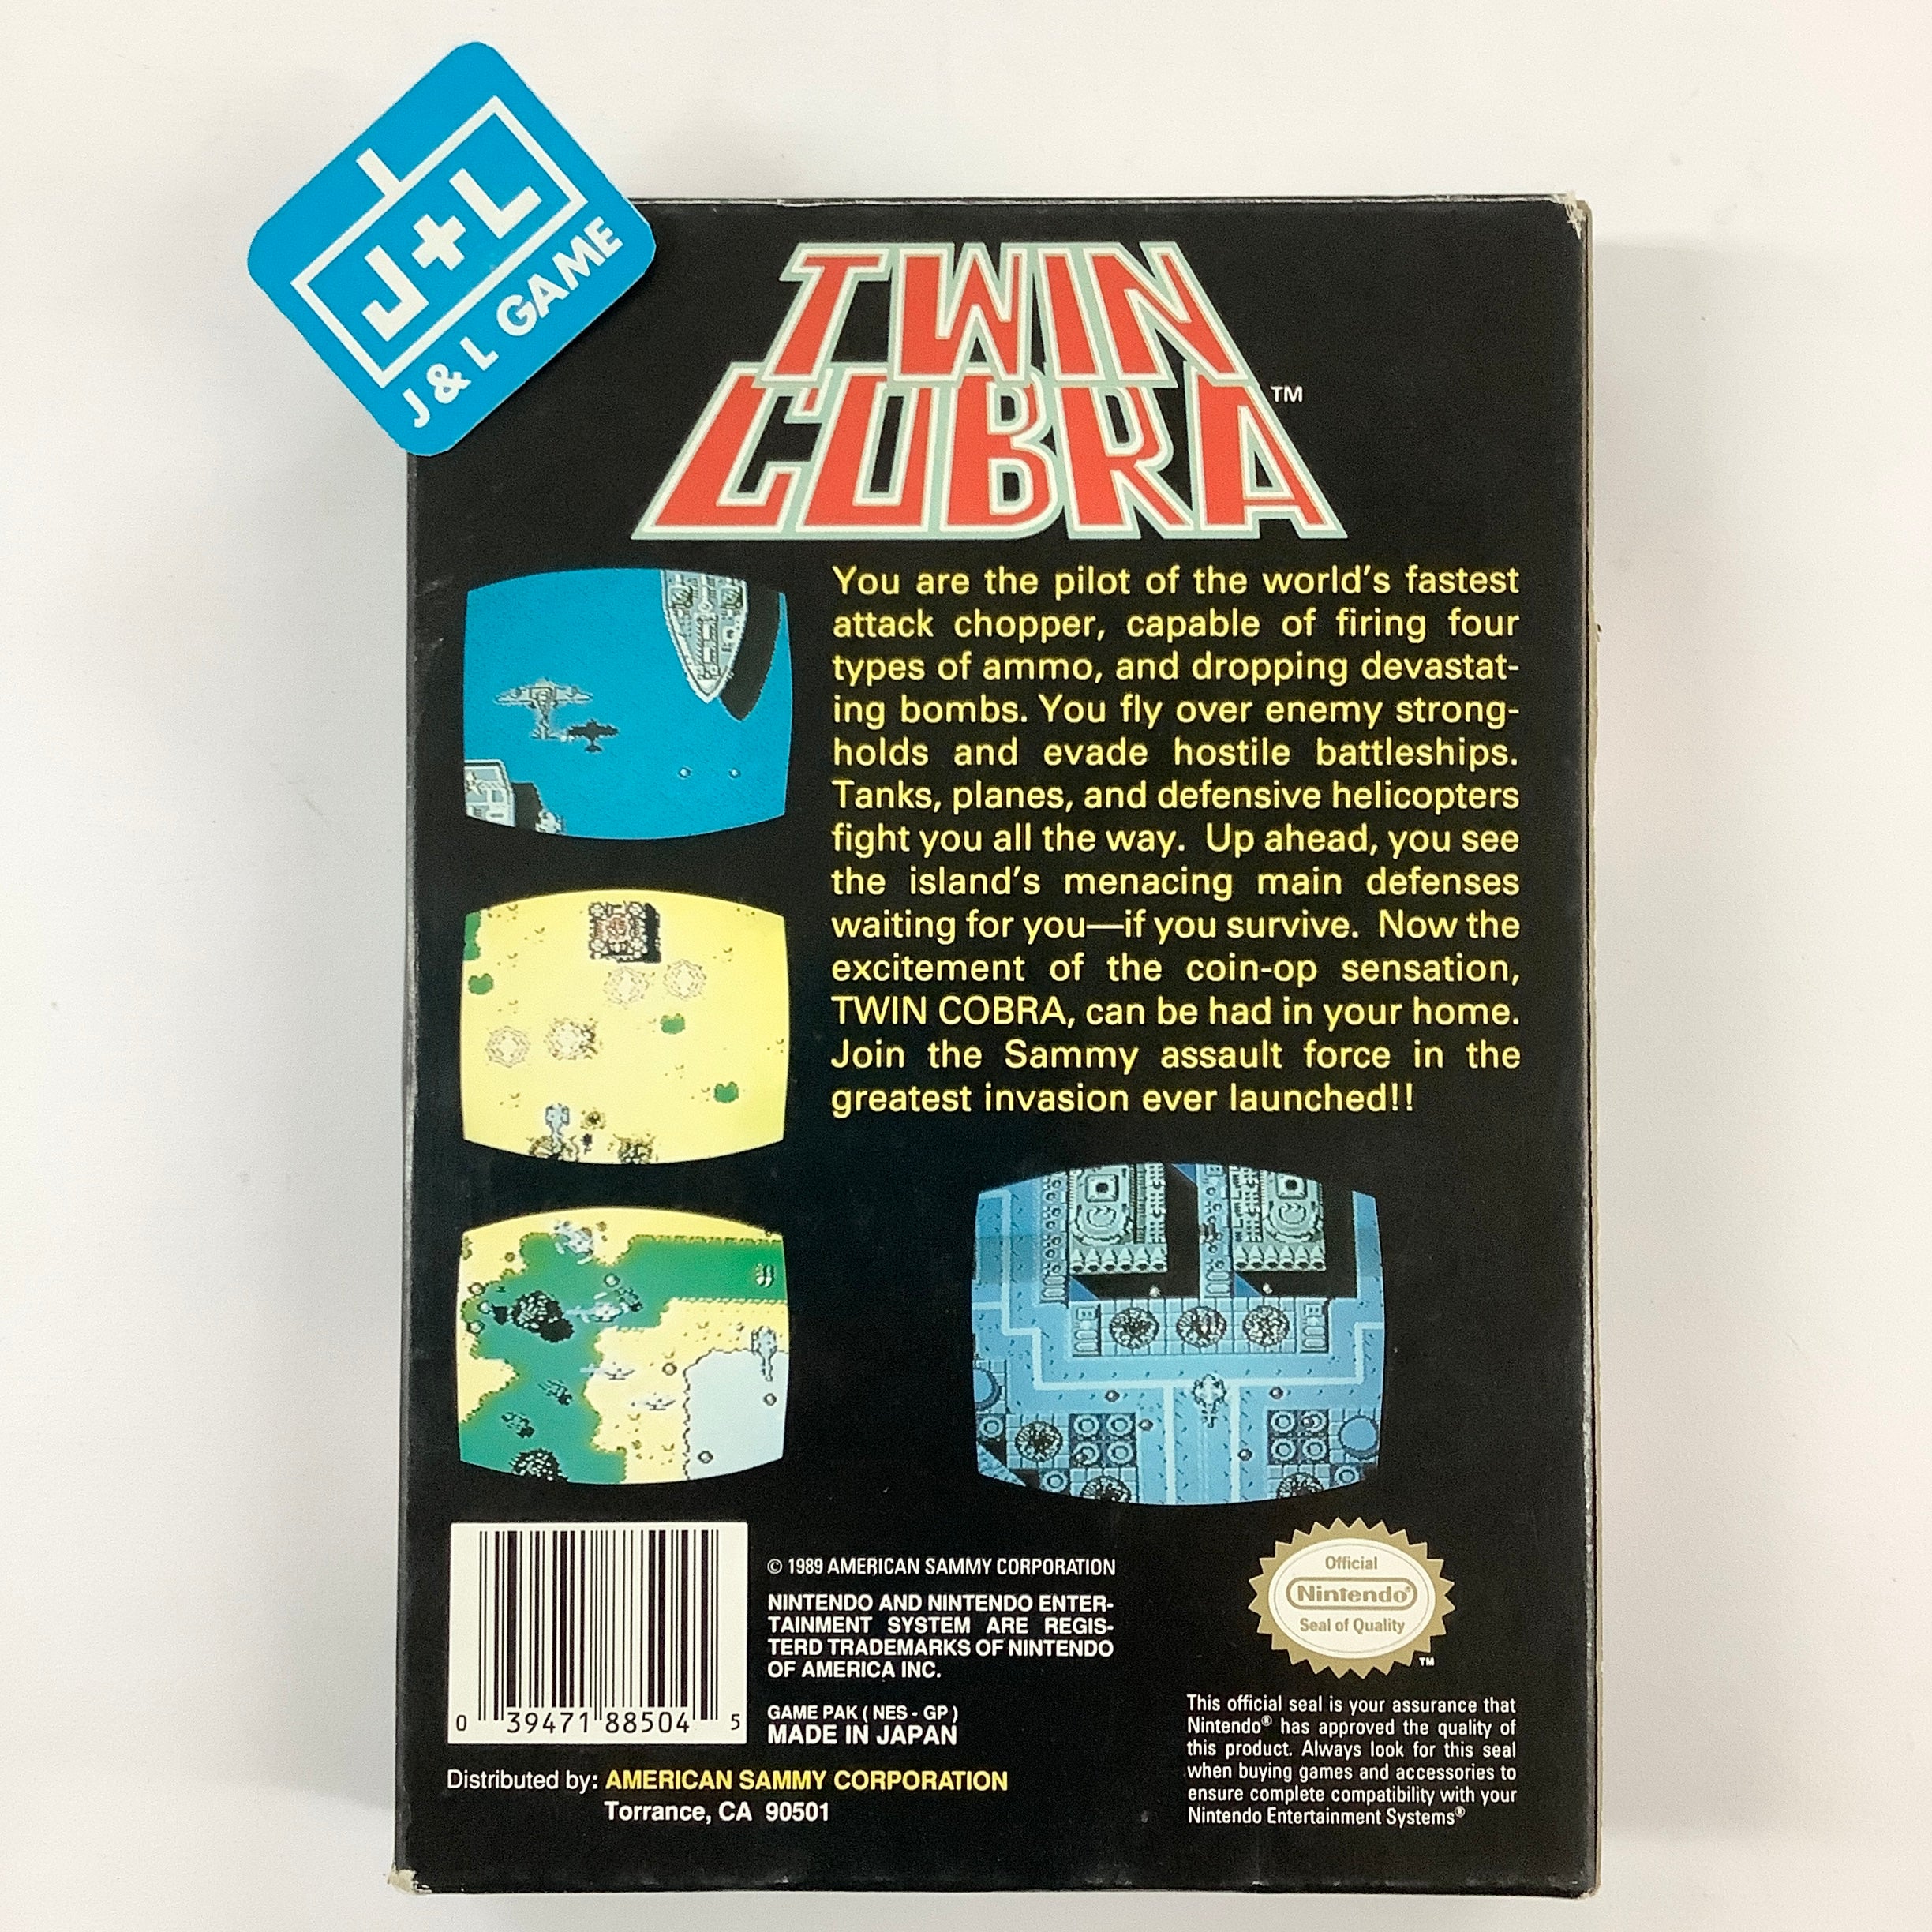 J+L
J & L GAME
TWIN
COBRA™
You are the pilot of the world's fastest
attack chopper, capable of firing four
types of ammo, and dropping devastat-
ing bombs. You fly over enemy strong-
holds and evade hostile battleships.
Tanks, planes, and defensive helicopters
fight you all the way. Up ahead, you see
the island's menacing main defenses
waiting for you—if you survive. Now the
excitement of the coin-op sensation,
TWIN COBRA, can be had in your home.
Join the Sammy assault force in the
greatest invasion ever launched!!
0 39471 88504 5
© 1989 AMERICAN SAMMY CORPORATION
NINTENDO AND NINTENDO ENTER-
TAINMENT SYSTEM ARE REGIS-
TERD TRADEMARKS OF NINTENDO
OF AMERICA INC.
GAME PAK ( NES - GP )
MADE IN JAPAN
Distributed by: AMERICAN SAMMY CORPORATION
Torrance, CA 90501
Official
Nintendo®
Seal of Quality
™
This official seal is your assurance that
Nintendo® has approved the quality of
this product. Always look for this seal
when buying games and accessories to
ensure complete compatibility with your
Nintendo Entertainment Systems®